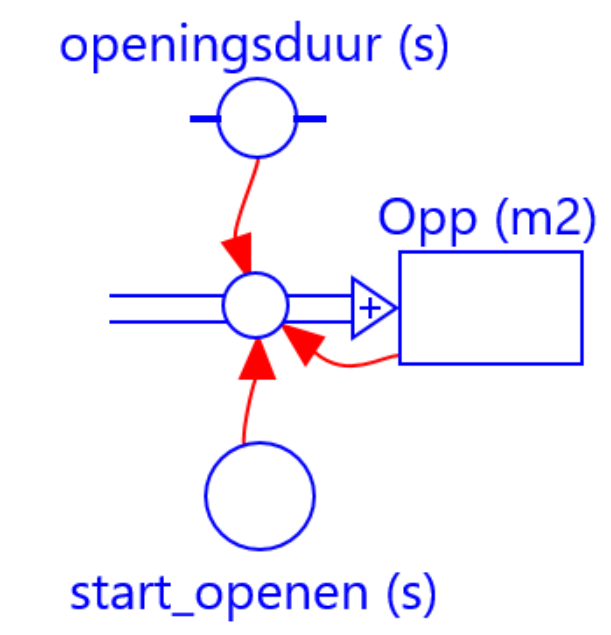 openingsduur (s)
Opp (m2)
+
start_openen (s)